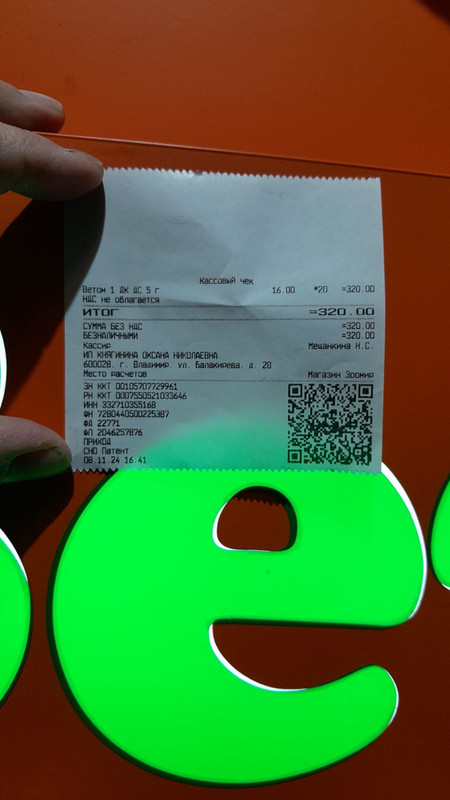 Кассовый чек
Ветом 1 ДК ДС 5 г 16.00 *20 =320.00
НДС не облагается
ИТОГ =320.00
СУММА БЕЗ НДС =320.00
БЕЗНАЛИЧНЫМИ =320.00
Кассир Мещанкина Н.С.
ИП КНЯГИНИНА ОКСАНА НИКОЛАЕВНА
600028, г. Владимир, ул. Балакирева, д. 28
Место расчетов Магазин Зоомир
ЗН ККТ 00105707729961
РН ККТ 0007550521033646
ИНН 332710355168
ФН 7280440500225387
ФД 22771
ФП 2046257876
ПРИХОД
СНО Патент
08.11.24 16:41
e